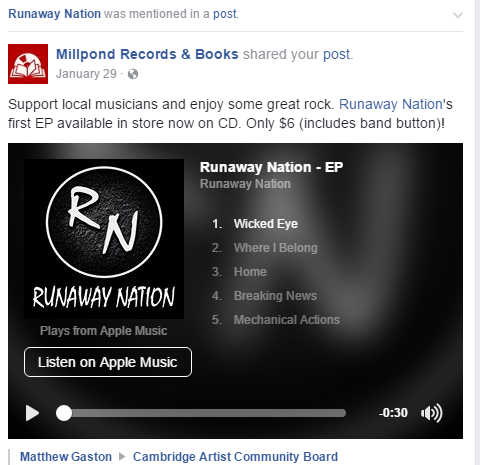 Runaway Nation was mentioned in a post.
Millpond Records & Books shared your post.
January 29 ·
Support local musicians and enjoy some great rock. Runaway Nation's
first EP available in store now on CD. Only $6 (includes band button)!
Runaway Nation - EP
Runaway Nation
RN
RUNAWAY NATION
1. Wicked Eye
2. Where I Belong
3. Home
4. Breaking News
5. Mechanical Actions
Plays from Apple Music
Listen on Apple Music
-0:30
Matthew Gaston ▶ Cambridge Artist Community Board